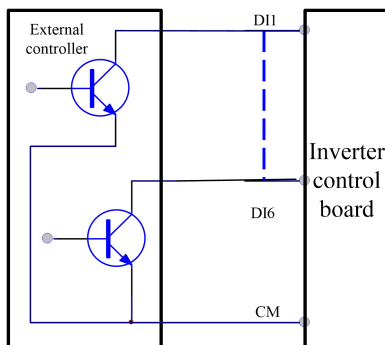 External
controller
DI1
Inverter
control
board
DI6
CM